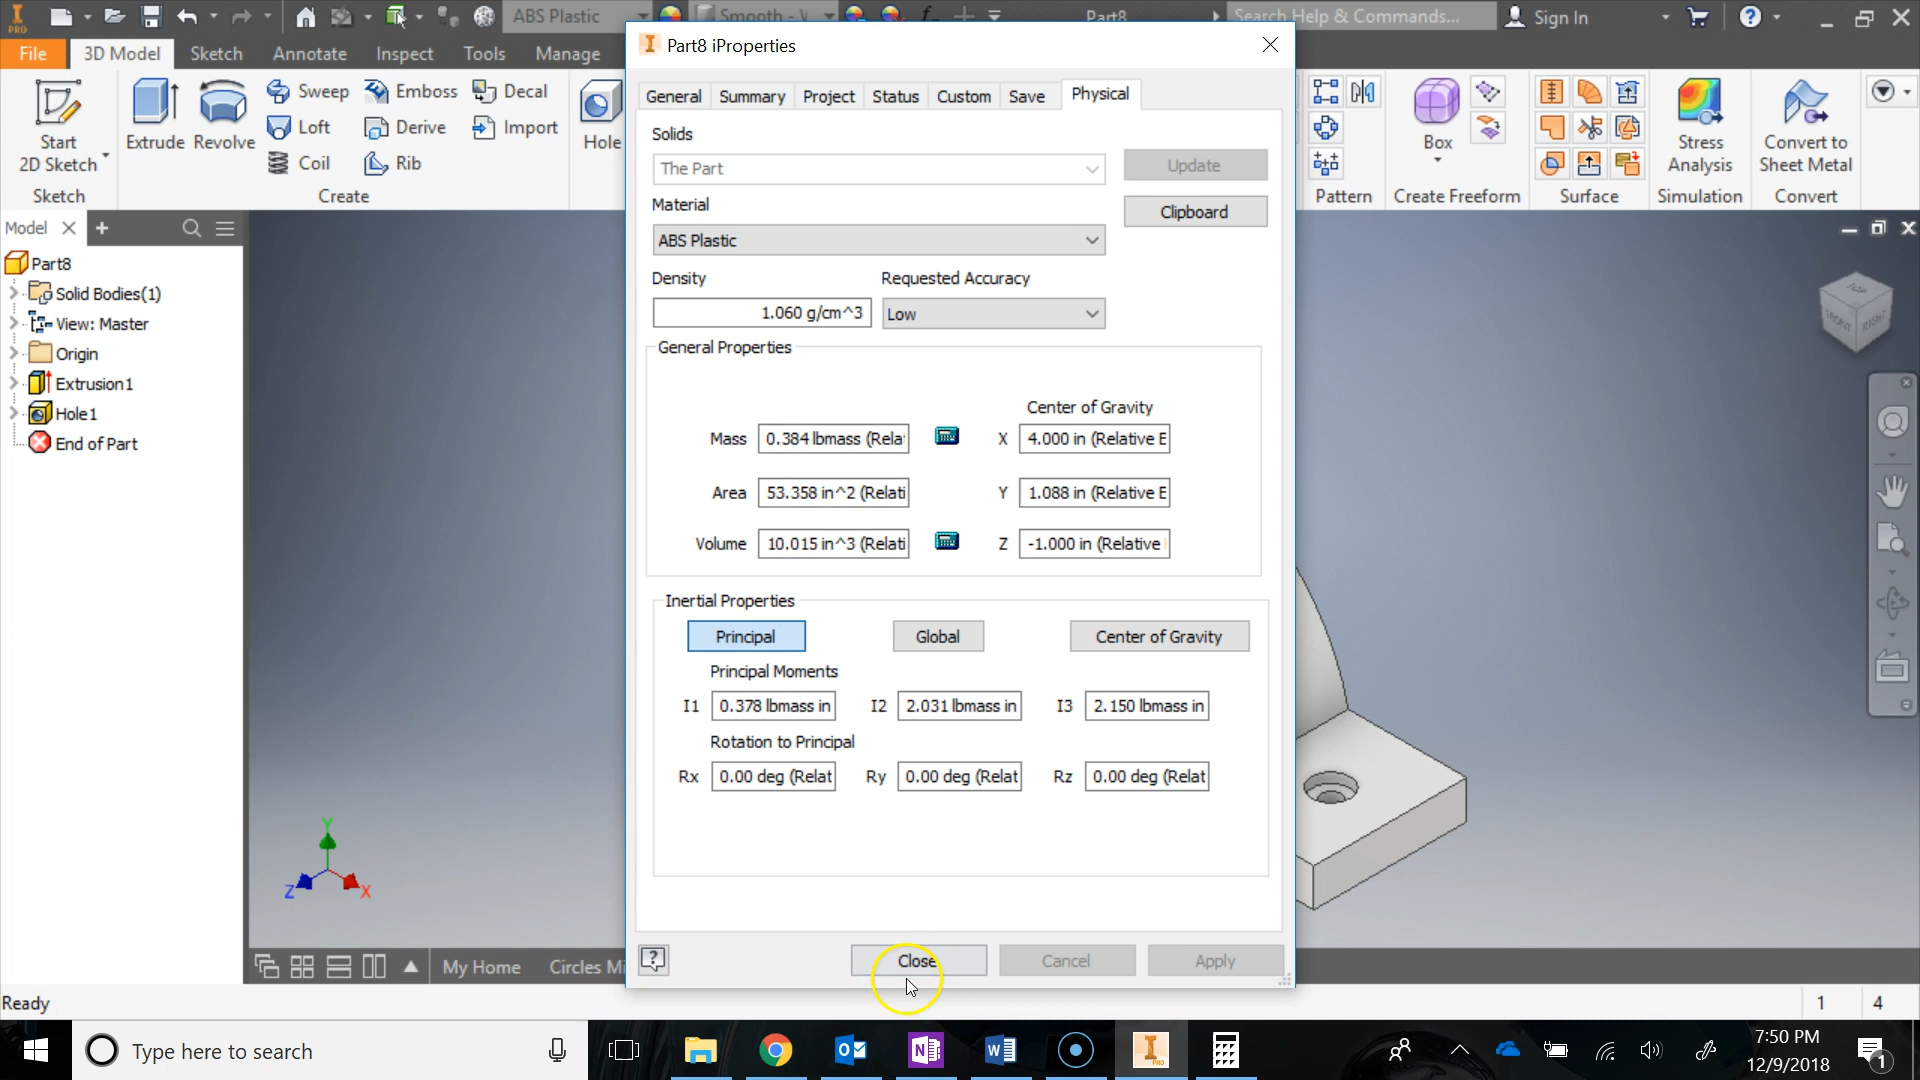 ABS Plastic
Smooth - V
Part8
Search Help & Commands...
Sign In
PRO
File
3D Model
Sketch
Annotate
Inspect
Tools
Manage
Start
2D Sketch
Sketch
Extrude
Revolve
Sweep
Loft
Coil
Emboss
Derive
Rib
Decal
Import
Create
Hole
Pattern
Box
Create Freeform
Surface
Stress
Analysis
Simulation
Convert to
Sheet Metal
Convert
Model
Part8
Solid Bodies(1)
View: Master
Origin
Extrusion1
Hole1
End of Part
Part8 iProperties
General
Summary
Project
Status
Custom
Save
Physical
Solids
The Part
Update
Material
Clipboard
ABS Plastic
Density
Requested Accuracy
1.060 g/cm^3
Low
General Properties
Center of Gravity
Mass
0.384 lbmass (Rela
X
4.000 in (Relative E
Area
53.358 in^2 (Relati
Y
1.088 in (Relative E
Volume
10.015 in^3 (Relati
Z
-1.000 in (Relative
Inertial Properties
Principal
Global
Center of Gravity
Principal Moments
I1
0.378 lbmass in
I2
2.031 lbmass in
I3
2.150 lbmass in
Rotation to Principal
Rx
0.00 deg (Relat
Ry
0.00 deg (Relat
Rz
0.00 deg (Relat
Close
Cancel
Apply
TOP
FRONT
RIGHT
Y
Z
X
My Home
Circles Mi
Ready
1
4
Type here to search
7:50 PM
12/9/2018
1